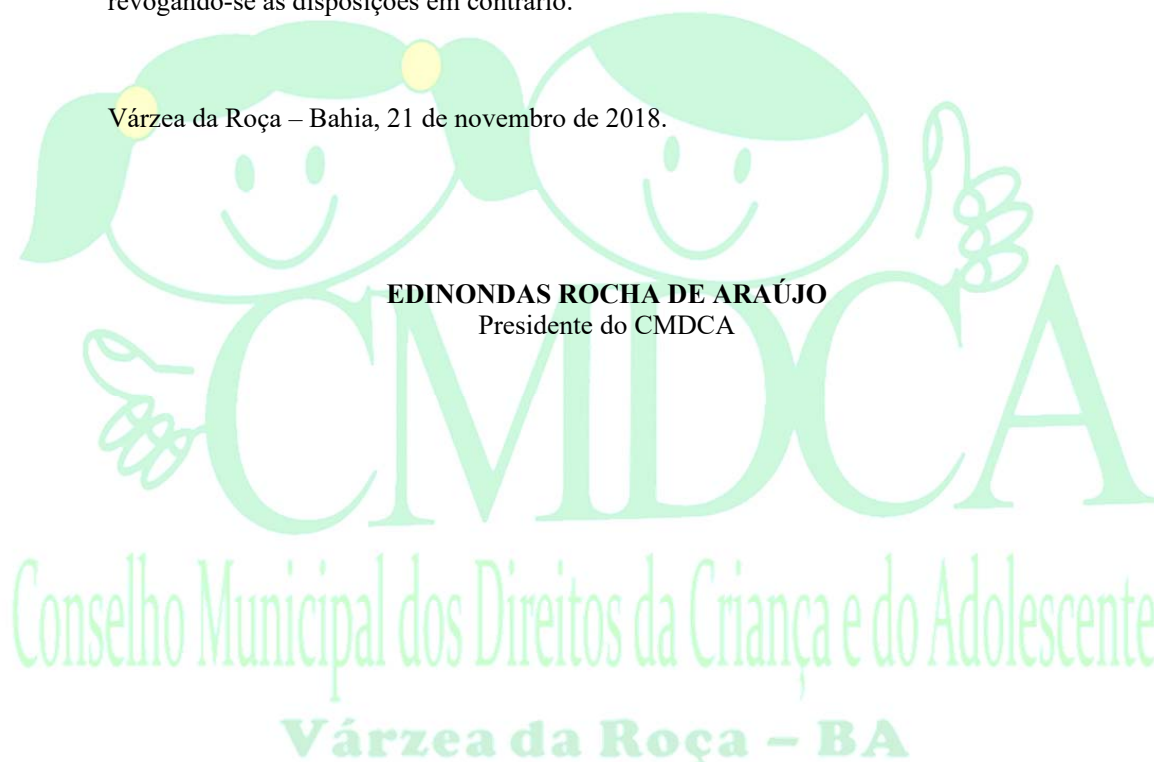 revogando-se as disposições em contrário.
Várzea da Roça – Bahia, 21 de novembro de 2018.
EDINONDAS ROCHA DE ARAÚJO
Presidente do CMDCA
CMDCA
Conselho Municipal dos Direitos da Criança e do Adolescente
Várzea da Roça – BA